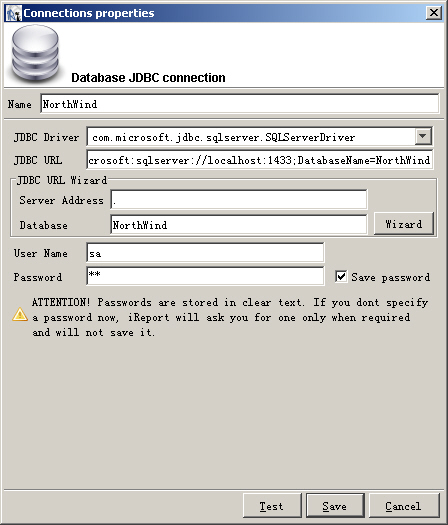 Connections properties
Database JDBC connection
Name NorthWind
JDBC Driver com.microsoft.jdbc.sqlserver.SQLServerDriver
JDBC URL crosoft:sqlserver://localhost:1433;DatabaseName=NorthWind
JDBC URL Wizard
Server Address .
Database NorthWind Wizard
User Name sa
Password ** Save password
ATTENTION! Passwords are stored in clear text. If you dont specify
a password now, iReport will ask you for one only when required
and will not save it.
Test Save Cancel